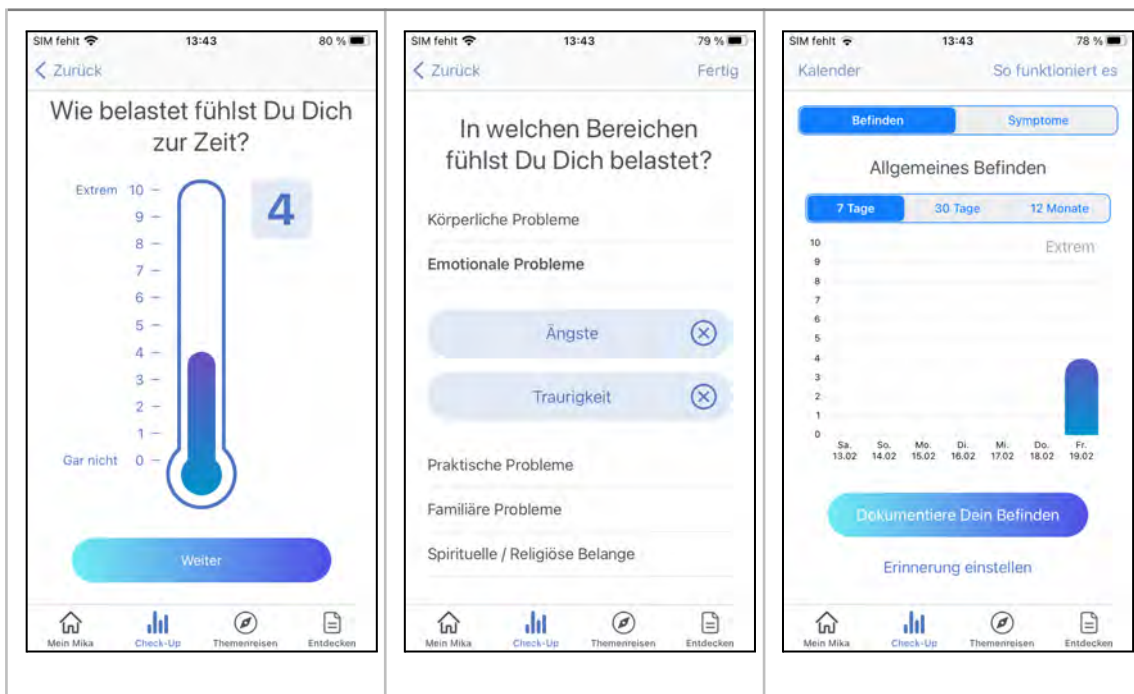 SIM fehlt 13:43 80 %
Zurück
Wie belastet fühlst Du Dich
zur Zeit?
4
Extrem 10
9
8
7
6
5
4
3
2
1
Gar nicht 0
Weiter
Mein Mika Check-Up Themenreisen Entdecken
SIM fehlt 13:43 79 %
Zurück Fertig
In welchen Bereichen
fühlst Du Dich belastet?
Körperliche Probleme
Emotionale Probleme
Ängste
Traurigkeit
Praktische Probleme
Familiäre Probleme
Spirituelle / Religiöse Belange
Mein Mika Check-Up Themenreisen Entdecken
SIM fehlt 13:43 78 %
Kalender So funktioniert es
Befinden Symptome
Allgemeines Befinden
7 Tage 30 Tage 12 Monate
Extrem
10
9
8
7
6
5
4
3
2
1
0
Sa. So. Mo. Di. Mi. Do. Fr.
13.02 14.02 15.02 16.02 17.02 18.02 19.02
Dokumentiere Dein Befinden
Erinnerung einstellen
Mein Mika Check-Up Themenreisen Entdecken